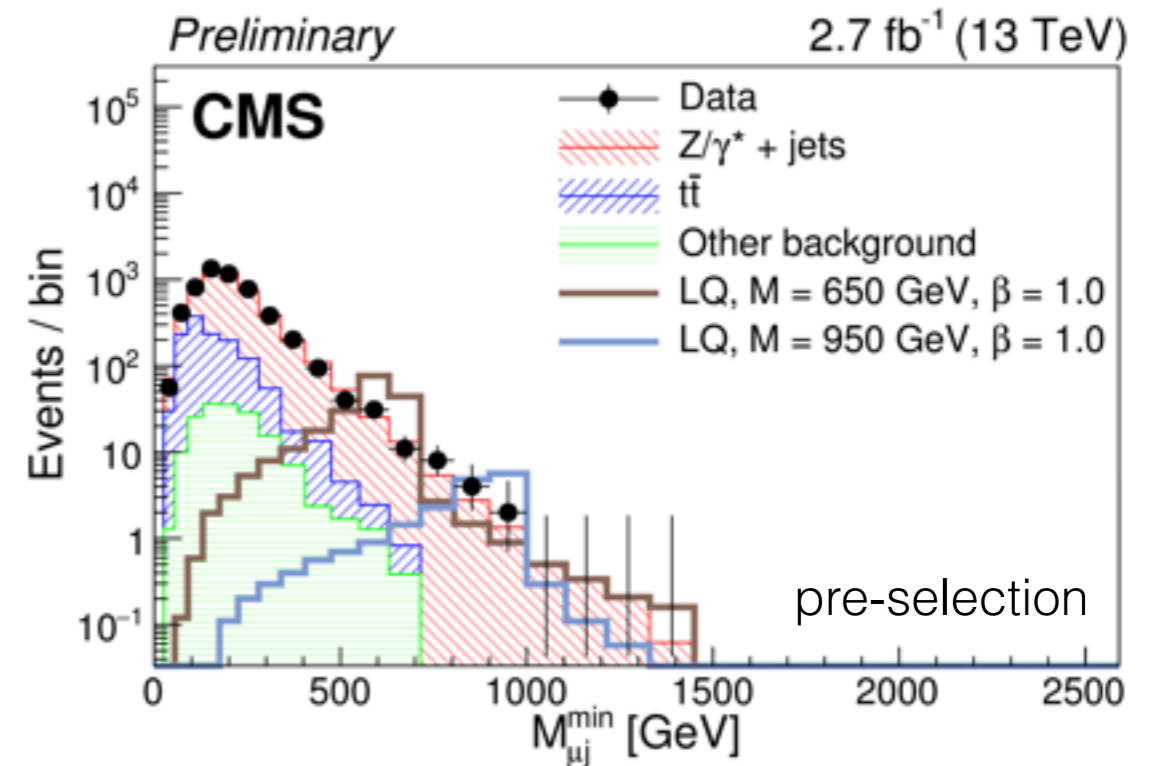 Preliminary 2.7 fb⁻¹ (13 TeV)
CMS
Data
Z/γ* + jets
tt̄
Other background
LQ, M = 650 GeV, β = 1.0
LQ, M = 950 GeV, β = 1.0
Events / bin
10⁵
10⁴
10³
10²
10
1
10⁻¹
pre-selection
0 500 1000 1500 2000 2500
M_μj^min [GeV]